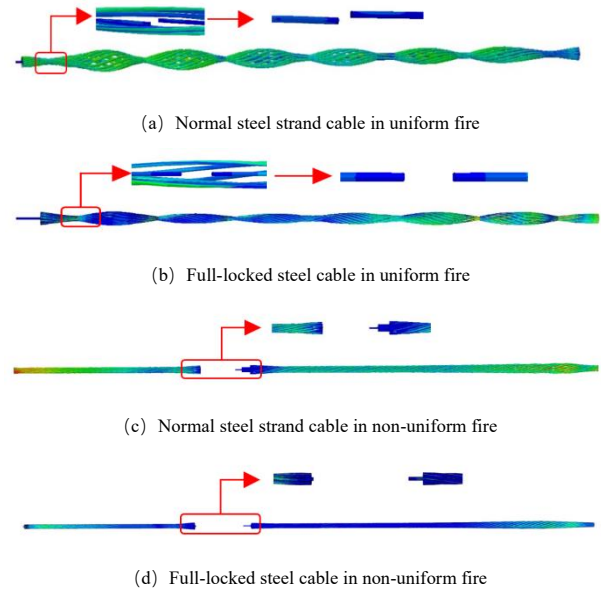 (a) Normal steel strand cable in uniform fire
(b) Full-locked steel cable in uniform fire
(c) Normal steel strand cable in non-uniform fire
(d) Full-locked steel cable in non-uniform fire